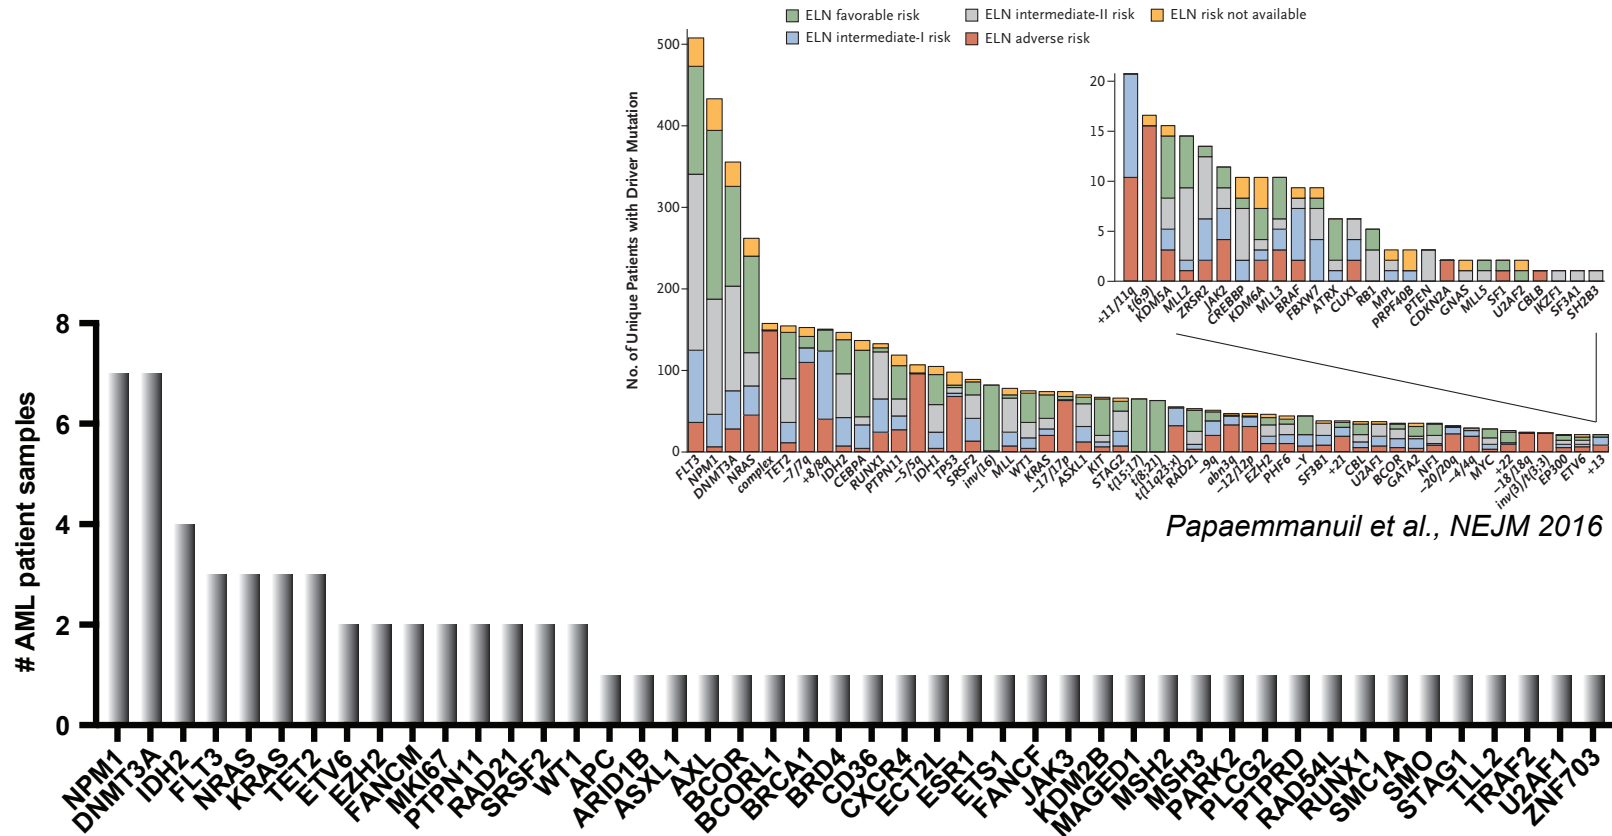 ELN favorable risk
ELN intermediate-II risk
ELN risk not available
ELN intermediate-I risk
ELN adverse risk
No. of Unique Patients with Driver Mutation
500
400
300
200
100
0
FLT3
NPM1
DNMT3A
NRAS
complex
TET2
−7/7q
+8/8q
IDH2
CEBPA
RUNX1
PTPN11
−5/5q
IDH1
TP53
SRSF2
inv(16)
MLL
WT1
KRAS
−17/17p
ASXL1
KIT
STAG2
t(15;17)
t(8;21)
t(11q23;x)
RAD21
−9q
abn3q
−12/12p
EZH2
PHF6
−Y
SF3B1
+21
CBL
U2AF1
BCOR
GATA2
NF1
−20/20q
−4/4q
MYC
+22
−18/18q
inv(3)/t(3;3)
EP300
ETV6
+13
20
15
10
5
0
+11/11q
t(6;9)
KDM5A
MLL2
ZRSR2
JAK2
CREBBP
KDM6A
MLL3
BRAF
FBXW7
ATRX
CUX1
RB1
MPL
PRPF40B
PTEN
CDKN2A
GNAS
MLL5
SF1
U2AF2
CBLB
IKZF1
SF3A1
SH2B3
Papaemmanuil et al., NEJM 2016
# AML patient samples
8
6
4
2
0
NPM1
DNMT3A
IDH2
FLT3
NRAS
KRAS
TET2
ETV6
EZH2
FANCM
MKI67
PTPN11
RAD21
SRSF2
WT1
APC
ARID1B
ASXL1
AXL
BCOR
BCORL1
BRCA1
BRD4
CD36
CXCR4
ECT2L
ESR1
ETS1
FANCF
JAK3
KDM2B
MAGED1
MSH2
MSH3
PARK2
PLCG2
PTPRD
RAD54L
RUNX1
SMC1A
SMO
STAG1
TLL2
TRAF2
U2AF1
ZNF703